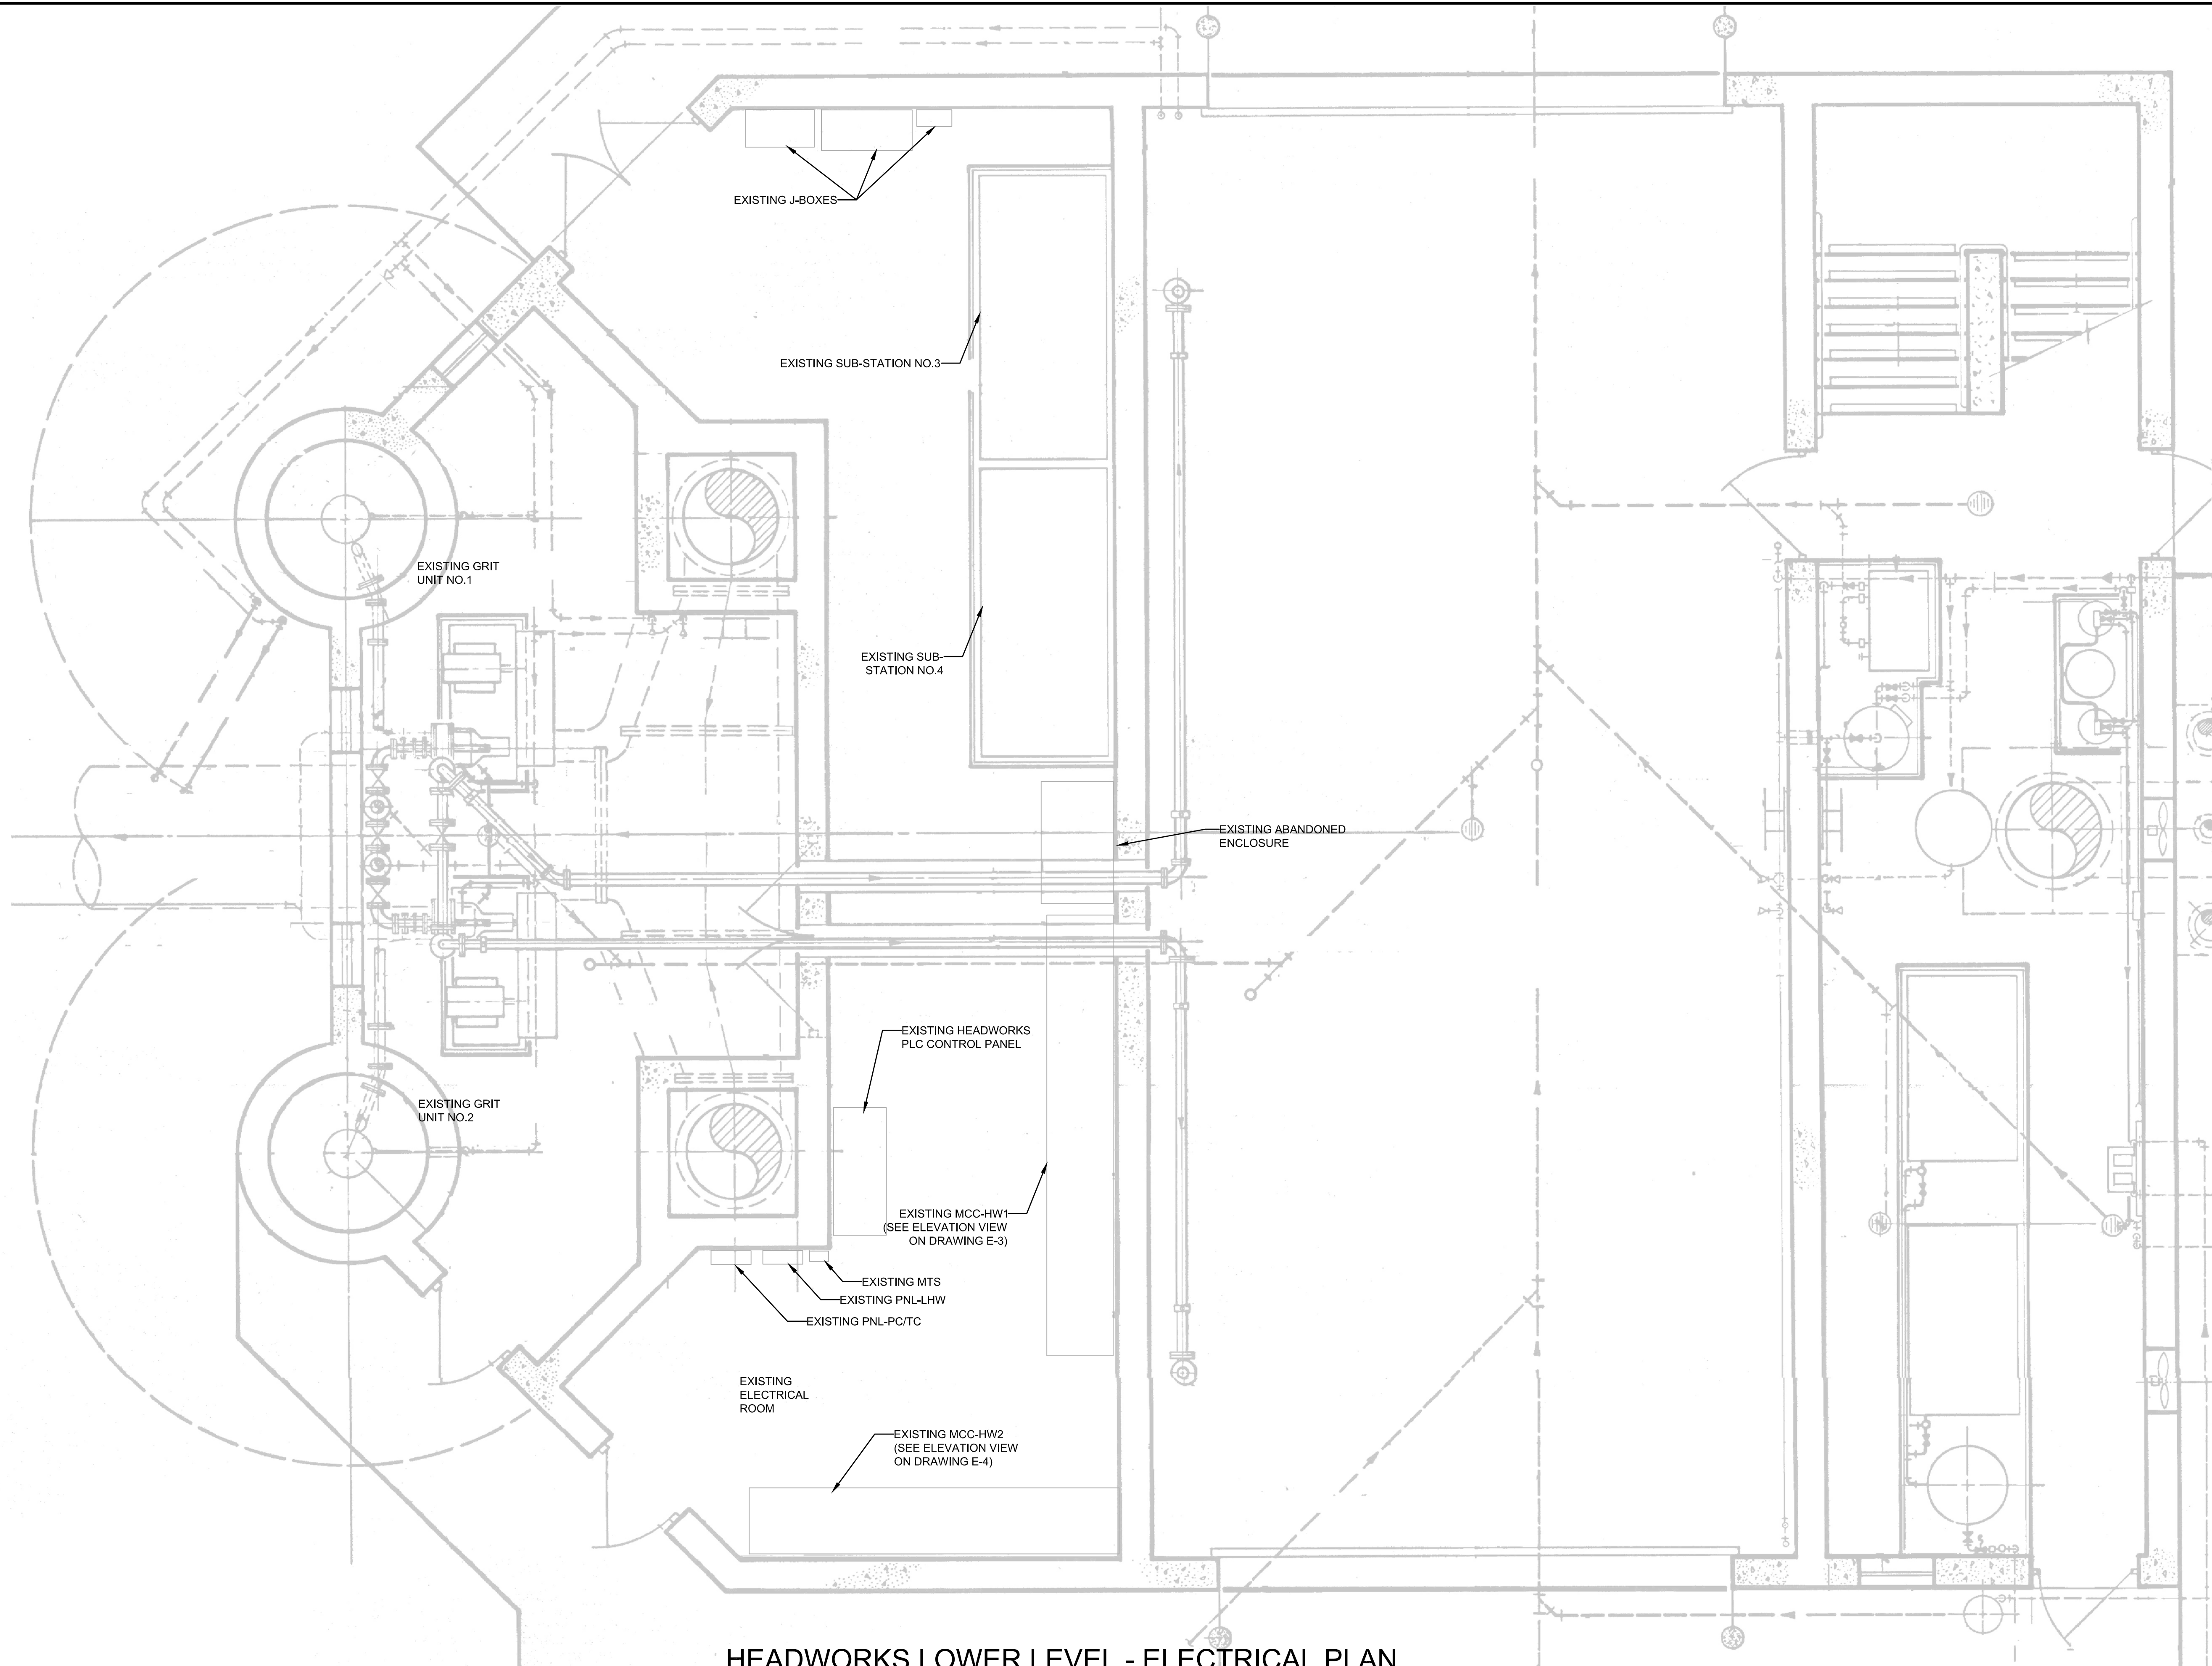 EXISTING J-BOXES
EXISTING SUB-STATION NO.3
EXISTING GRIT
UNIT NO.1
EXISTING SUB-
STATION NO.4
EXISTING ABANDONED
ENCLOSURE
EXISTING HEADWORKS
PLC CONTROL PANEL
EXISTING GRIT
UNIT NO.2
EXISTING MCC-HW1
(SEE ELEVATION VIEW
ON DRAWING E-3)
EXISTING MTS
EXISTING PNL-LHW
EXISTING PNL-PC/TC
EXISTING
ELECTRICAL
ROOM
EXISTING MCC-HW2
(SEE ELEVATION VIEW
ON DRAWING E-4)
HEADWORKS LOWER LEVEL - ELECTRICAL PLAN